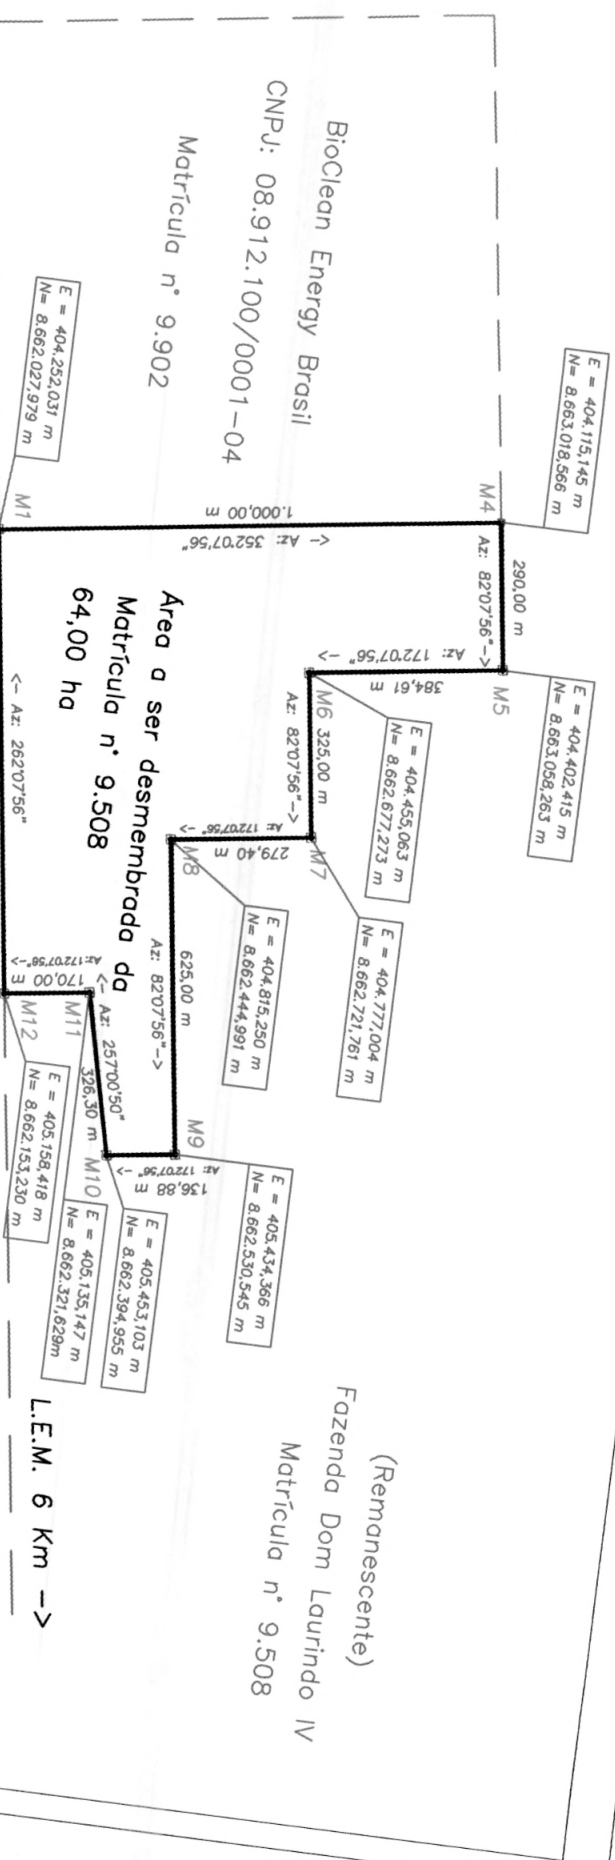 BioClean Energy Brasil
CNPJ: 08.912.100/0001-04
Matrícula n° 9.902
E = 404.252,031 m
N= 8.662.027,979 m
M1
E = 404.115,145 m
N= 8.663.018,566 m
M4
1.000,00 m
<- Az: 352°07'56"
290,00 m
Az: 82°07'56"->
M5
E = 404.402,415 m
N= 8.663.058,263 m
Az: 172°07'56" ->
384,61 m
M6
E = 404.455,063 m
N= 8.662.677,273 m
325,00 m
Az: 82°07'56"->
M7
E = 404.777,004 m
N= 8.662.721,761 m
Az: 172°07'56" ->
279,40 m
M8
E = 404.815,250 m
N= 8.662.444,991 m
625,00 m
Az: 82°07'56"->
M9
E = 405.434,366 m
N= 8.662.530,545 m
Az: 172°07'56" ->
136,88 m
M10
E = 405.453,103 m
N= 8.662.394,955 m
<- Az: 257°00'50"
326,30 m
M11
E = 405.135,147 m
N= 8.662.321,629m
Az:172°07'56"->
170,00 m
M12
E = 405.158,418 m
N= 8.662.153,230 m
<- Az: 262°07'56"
Área a ser desmembrada da
Matrícula n° 9.508
64,00 ha
(Remanescente)
Fazenda Dom Laurindo IV
Matrícula n° 9.508
L.E.M. 6 Km ->